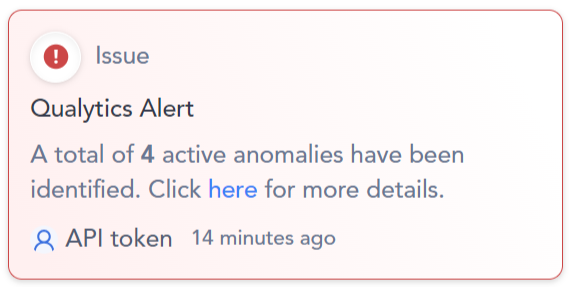 Issue
Qualytics Alert
A total of 4 active anomalies have been
identified. Click here for more details.
API token 14 minutes ago